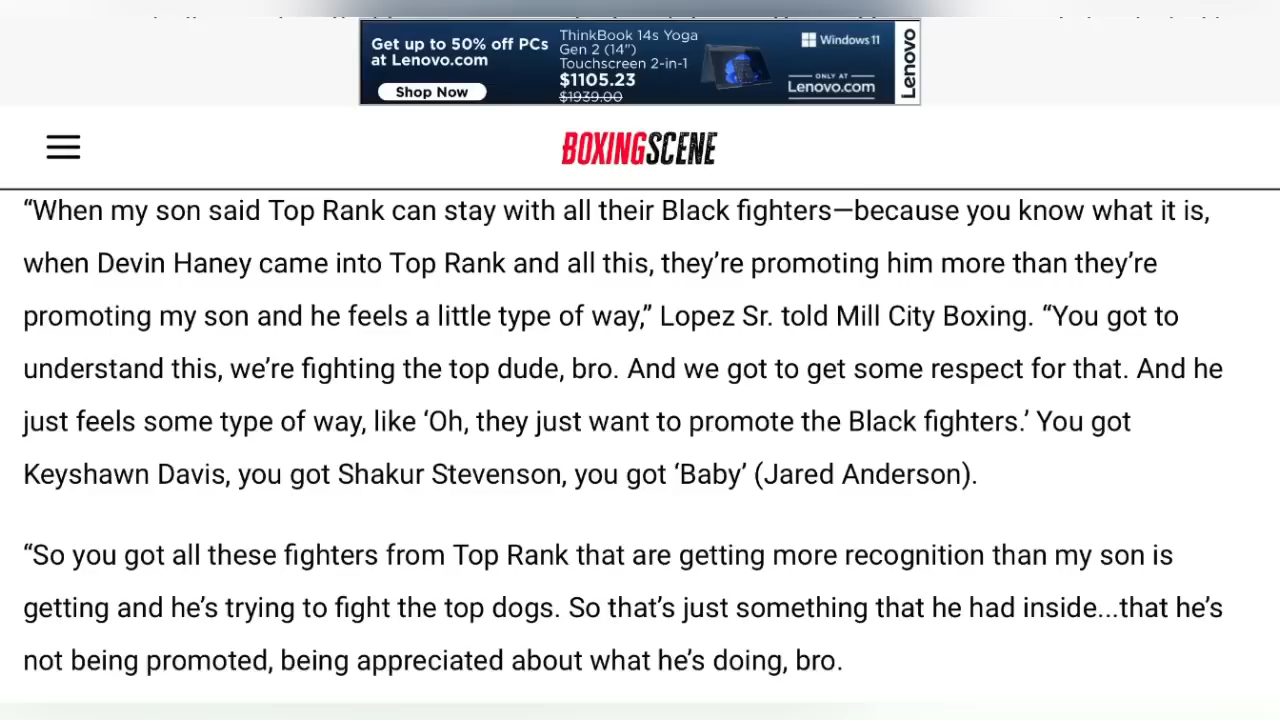 Get up to 50% off PCs
at Lenovo.com
Shop Now
ThinkBook 14s Yoga
Gen 2 (14")
Touchscreen 2-in-1
$1105.23
$1939.00
Windows 11
ONLY AT
Lenovo.com
Lenovo
BOXINGSCENE
“When my son said Top Rank can stay with all their Black fighters—because you know what it is,
when Devin Haney came into Top Rank and all this, they’re promoting him more than they’re
promoting my son and he feels a little type of way,” Lopez Sr. told Mill City Boxing. “You got to
understand this, we’re fighting the top dude, bro. And we got to get some respect for that. And he
just feels some type of way, like ‘Oh, they just want to promote the Black fighters.’ You got
Keyshawn Davis, you got Shakur Stevenson, you got ‘Baby’ (Jared Anderson).
“So you got all these fighters from Top Rank that are getting more recognition than my son is
getting and he’s trying to fight the top dogs. So that’s just something that he had inside...that he’s
not being promoted, being appreciated about what he’s doing, bro.